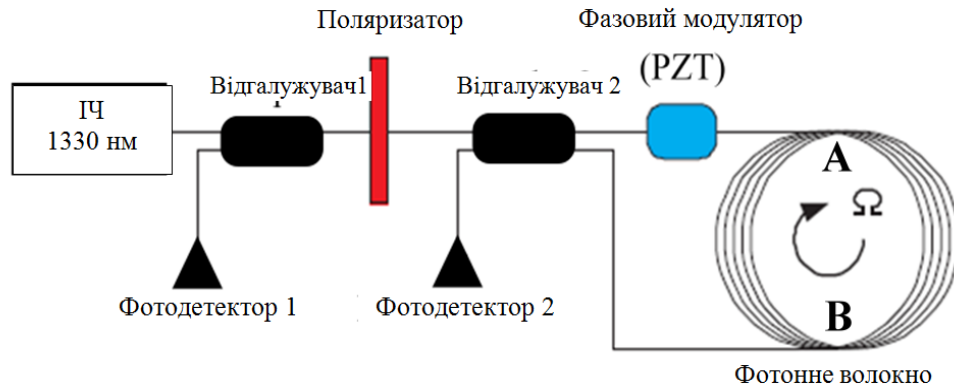 Поляризатор
Фазовий модулятор
(PZT)
Відгалужувач1
Відгалужувач 2
ІЧ
1330 нм
A
Ω
B
Фотодетектор 1
Фотодетектор 2
Фотонне волокно